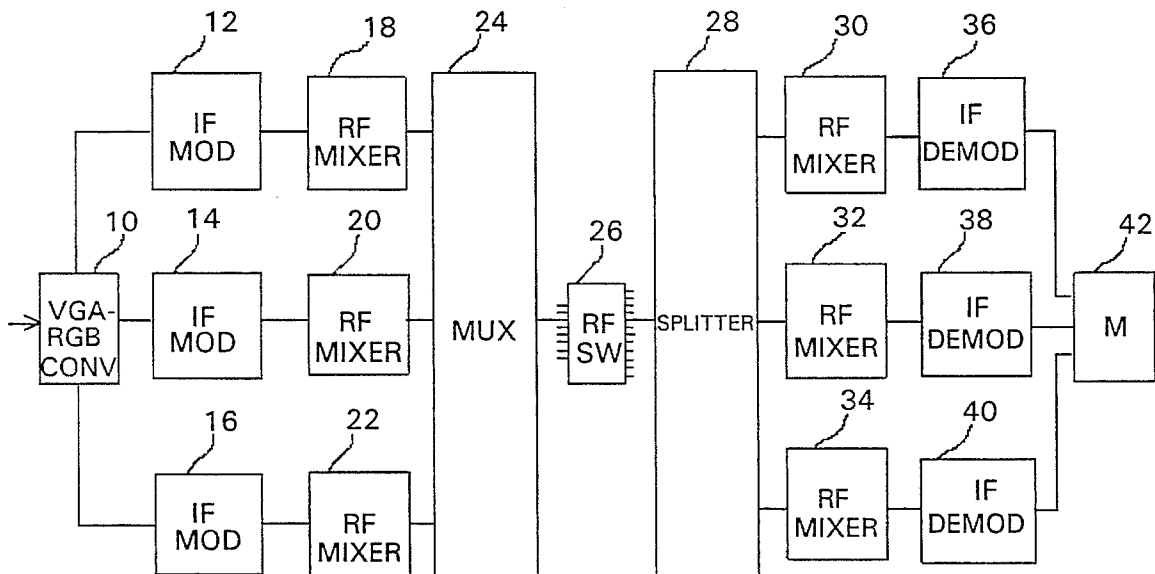 12
18
24
28
30
36
IF
MOD
RF
MIXER
RF
MIXER
IF
DEMOD
10
14
20
26
32
38
42
VGA-
RGB
CONV
IF
MOD
RF
MIXER
MUX
RF
SW
SPLITTER
RF
MIXER
IF
DEMOD
M
16
22
34
40
IF
MOD
RF
MIXER
RF
MIXER
IF
DEMOD